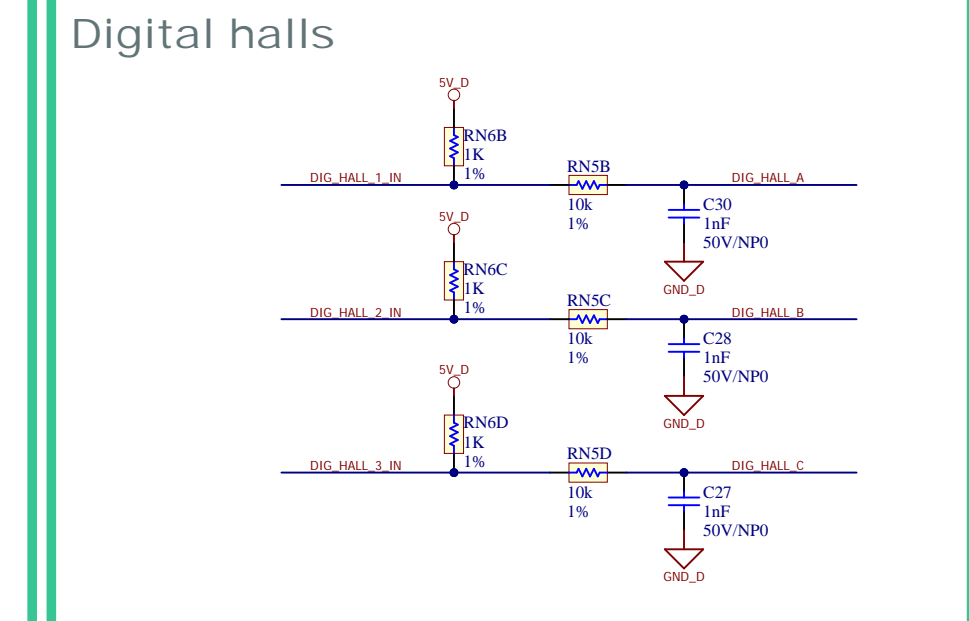 Digital halls
5V_D
RN6B
1K
1%
DIG_HALL_1_IN
RN5B
10k
1%
DIG_HALL_A
C30
1nF
50V/NP0
GND_D
5V_D
RN6C
1K
1%
DIG_HALL_2_IN
RN5C
10k
1%
DIG_HALL_B
C28
1nF
50V/NP0
GND_D
5V_D
RN6D
1K
1%
DIG_HALL_3_IN
RN5D
10k
1%
DIG_HALL_C
C27
1nF
50V/NP0
GND_D